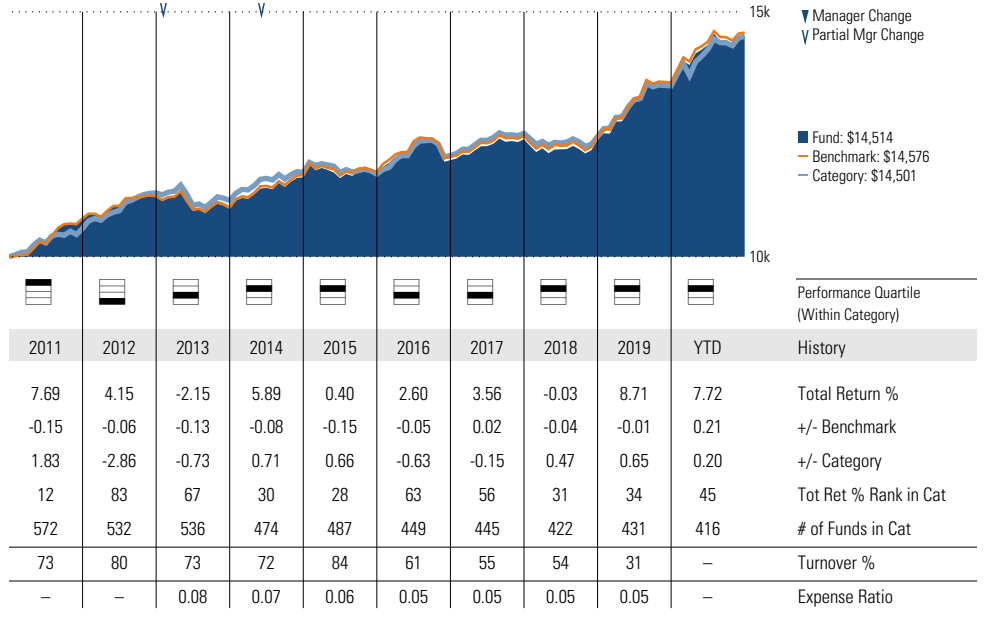 15k
Manager Change
Partial Mgr Change
Fund: $14,514
Benchmark: $14,576
Category: $14,501
10k
Performance Quartile
(Within Category)
2011 2012 2013 2014 2015 2016 2017 2018 2019 YTD History
7.69 4.15 -2.15 5.89 0.40 2.60 3.56 -0.03 8.71 7.72 Total Return %
-0.15 -0.06 -0.13 -0.08 -0.15 -0.05 0.02 -0.04 -0.01 0.21 +/- Benchmark
1.83 -2.86 -0.73 0.71 0.66 -0.63 -0.15 0.47 0.65 0.20 +/- Category
12 83 67 30 28 63 56 31 34 45 Tot Ret % Rank in Cat
572 532 536 474 487 449 445 422 431 416 # of Funds in Cat
73 80 73 72 84 61 55 54 31 – Turnover %
– – 0.08 0.07 0.06 0.05 0.05 0.05 0.05 – Expense Ratio